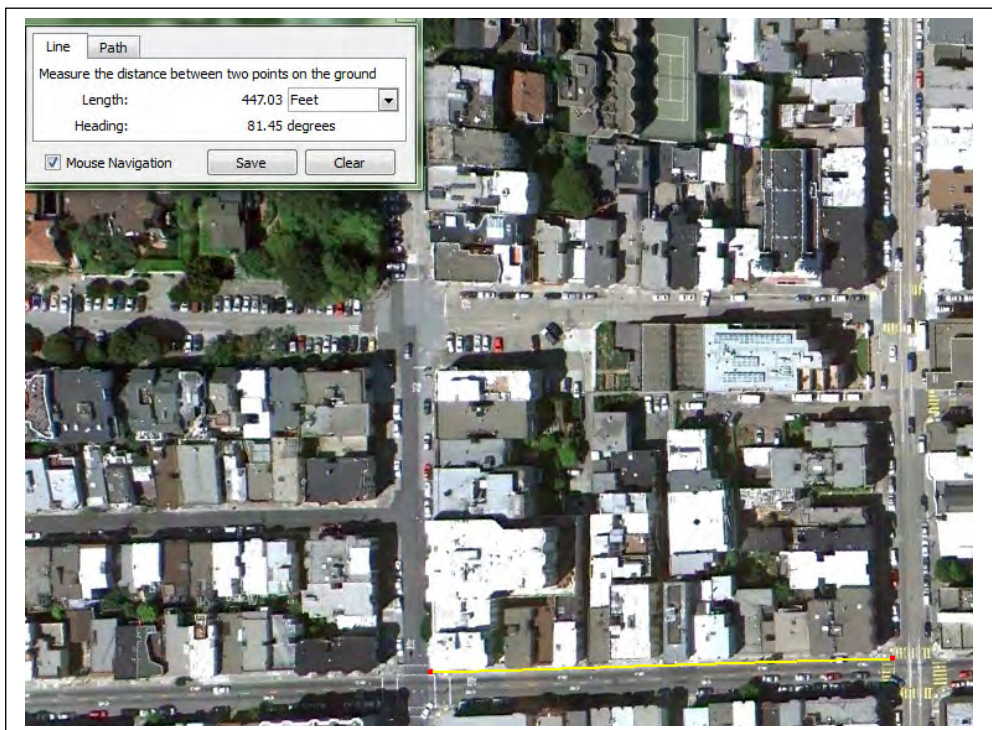 Line Path
Measure the distance between two points on the ground
Length: 447.03 Feet
Heading: 81.45 degrees
Mouse Navigation Save Clear